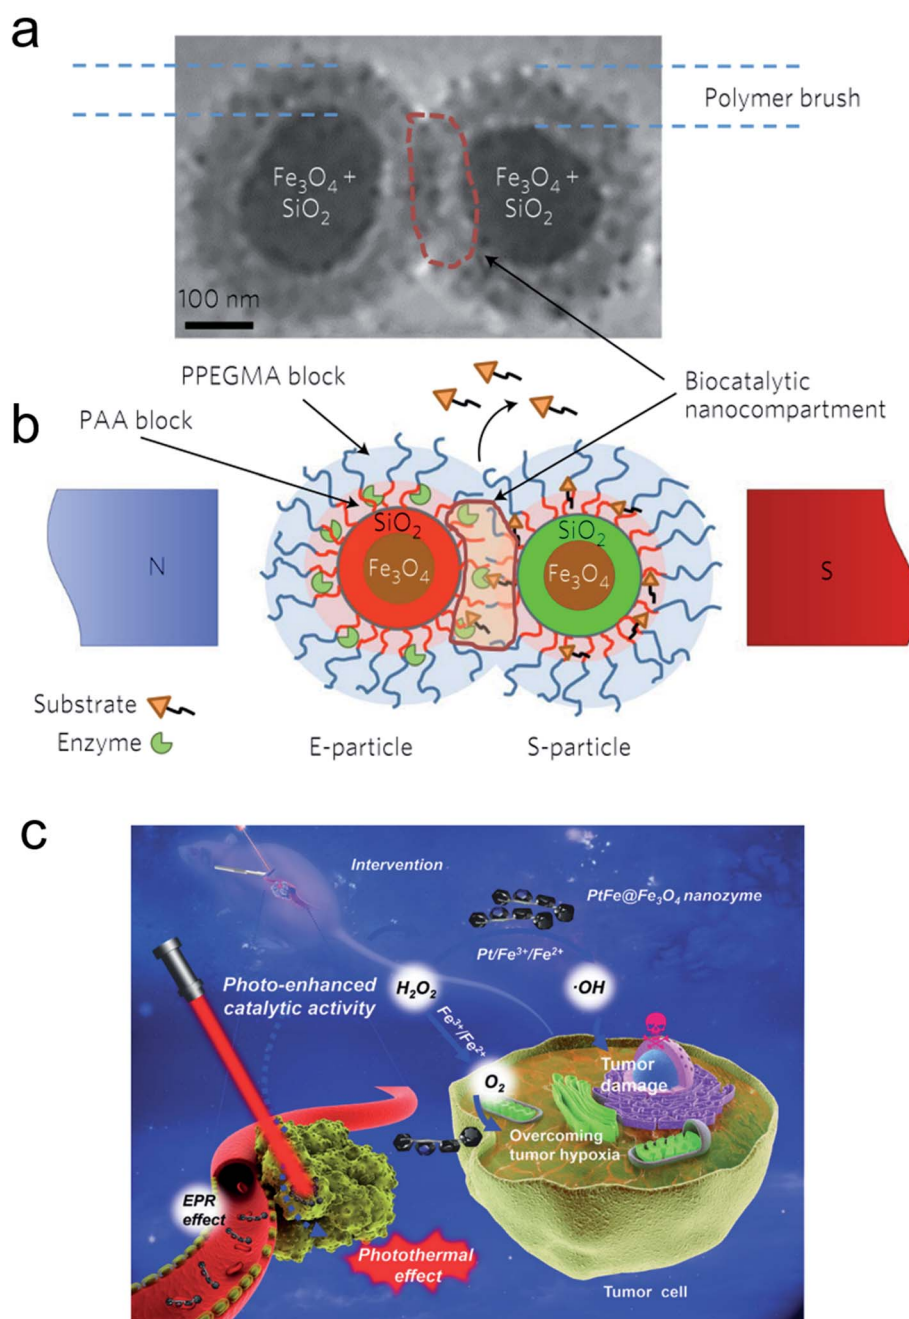 a
Polymer brush
Fe₃O₄ +
SiO₂
Fe₃O₄ +
SiO₂
100 nm
PPEGMA block
Biocatalytic
nanocompartment
b
PAA block
SiO₂
SiO₂
N
Fe₃O₄
Fe₃O₄
S
Substrate
Enzyme
E-particle
S-particle
c
Intervention
PtFe@Fe₃O₄ nanozyme
Pt/Fe³⁺/Fe²⁺
Photo-enhanced
catalytic activity
H₂O₂
·OH
Fe³⁺/Fe²⁺
O₂
Tumor
damage
Overcoming
tumor hypoxia
EPR
effect
Photothermal
effect
Tumor cell